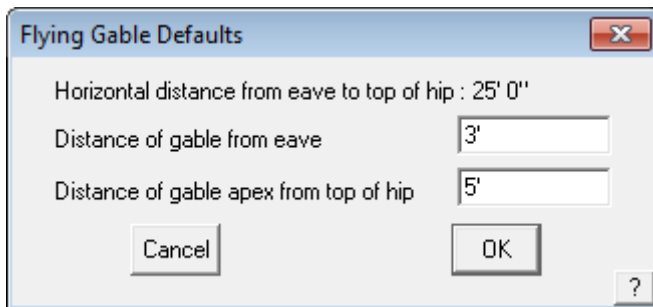 Flying Gable Defaults
Horizontal distance from eave to top of hip : 25' 0"
Distance of gable from eave 3'
Distance of gable apex from top of hip 5'
Cancel OK
?